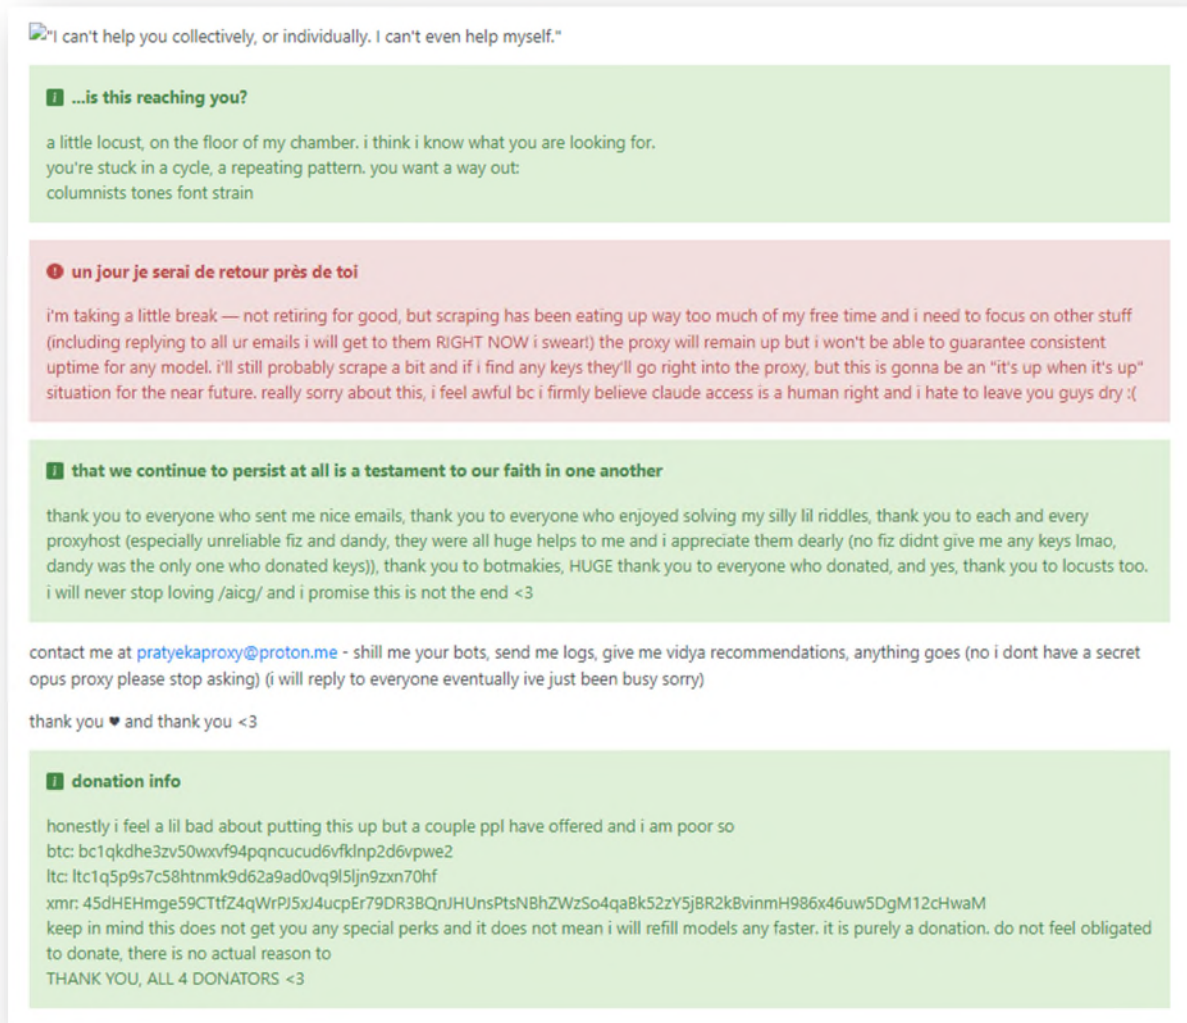 "I can't help you collectively, or individually. I can't even help myself."
...is this reaching you?
a little locust, on the floor of my chamber. i think i know what you are looking for.
you're stuck in a cycle, a repeating pattern. you want a way out:
columnists tones font strain
un jour je serai de retour près de toi
i'm taking a little break — not retiring for good, but scraping has been eating up way too much of my free time and i need to focus on other stuff
(including replying to all ur emails i will get to them RIGHT NOW i swear!) the proxy will remain up but i won't be able to guarantee consistent
uptime for any model. i'll still probably scrape a bit and if i find any keys they'll go right into the proxy, but this is gonna be an "it's up when it's up"
situation for the near future. really sorry about this, i feel awful bc i firmly believe claude access is a human right and i hate to leave you guys dry :(
that we continue to persist at all is a testament to our faith in one another
thank you to everyone who sent me nice emails, thank you to everyone who enjoyed solving my silly lil riddles, thank you to each and every
proxyhost (especially unreliable fiz and dandy, they were all huge helps to me and i appreciate them dearly (no fiz didnt give me any keys lmao,
dandy was the only one who donated keys)), thank you to botmakies, HUGE thank you to everyone who donated, and yes, thank you to locusts too.
i will never stop loving /aicg/ and i promise this is not the end <3
contact me at pratyekaproxy@proton.me - shill me your bots, send me logs, give me vidya recommendations, anything goes (no i dont have a secret
opus proxy please stop asking) (i will reply to everyone eventually ive just been busy sorry)
thank you ♥ and thank you <3
donation info
honestly i feel a lil bad about putting this up but a couple ppl have offered and i am poor so
btc: bc1qkdhe3zv50wxvf94pqncucud6vfklnp2d6vpwe2
ltc: ltc1q5p9s7c58htnmk9d62a9ad0vq9l5ljn9zxn70hf
xmr: 45dHEHmge59CTtfZ4qWrPJ5xJ4ucpEr79DR3BQnJHUnsPtsNBhZWzSo4qaBk52zY5jBR2kBvinmH986x46uw5DgM12cHwaM
keep in mind this does not get you any special perks and it does not mean i will refill models any faster. it is purely a donation. do not feel obligated
to donate, there is no actual reason to
THANK YOU, ALL 4 DONATORS <3